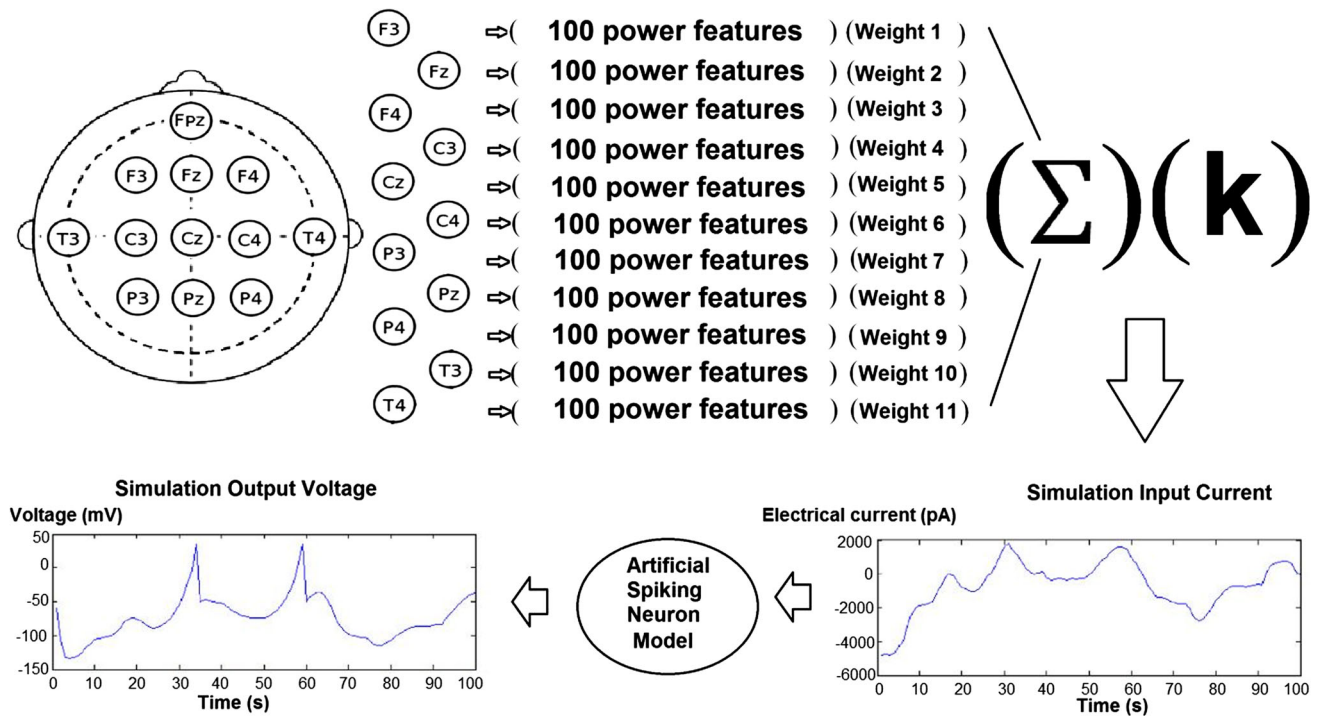 Fpz
F3 Fz F4
T3 C3 Cz C4 T4
P3 Pz P4
F3 ⇨( 100 power features ) (Weight 1 )
Fz ⇨( 100 power features ) (Weight 2 )
F4 ⇨( 100 power features ) (Weight 3 )
C3 ⇨( 100 power features ) (Weight 4 )
Cz ⇨( 100 power features ) (Weight 5 )
C4 ⇨( 100 power features ) (Weight 6 )
P3 ⇨( 100 power features ) (Weight 7 )
Pz ⇨( 100 power features ) (Weight 8 )
P4 ⇨( 100 power features ) (Weight 9 )
T3 ⇨( 100 power features ) (Weight 10 )
T4 ⇨( 100 power features ) (Weight 11 )
(Σ)(k)
Simulation Output Voltage
Voltage (mV)
50
0
-50
-100
-150
0 10 20 30 40 50 60 70 80 90 100
Time (s)
Artificial
Spiking
Neuron
Model
Simulation Input Current
Electrical current (pA)
2000
0
-2000
-4000
-6000
0 10 20 30 40 50 60 70 80 90 100
Time (s)